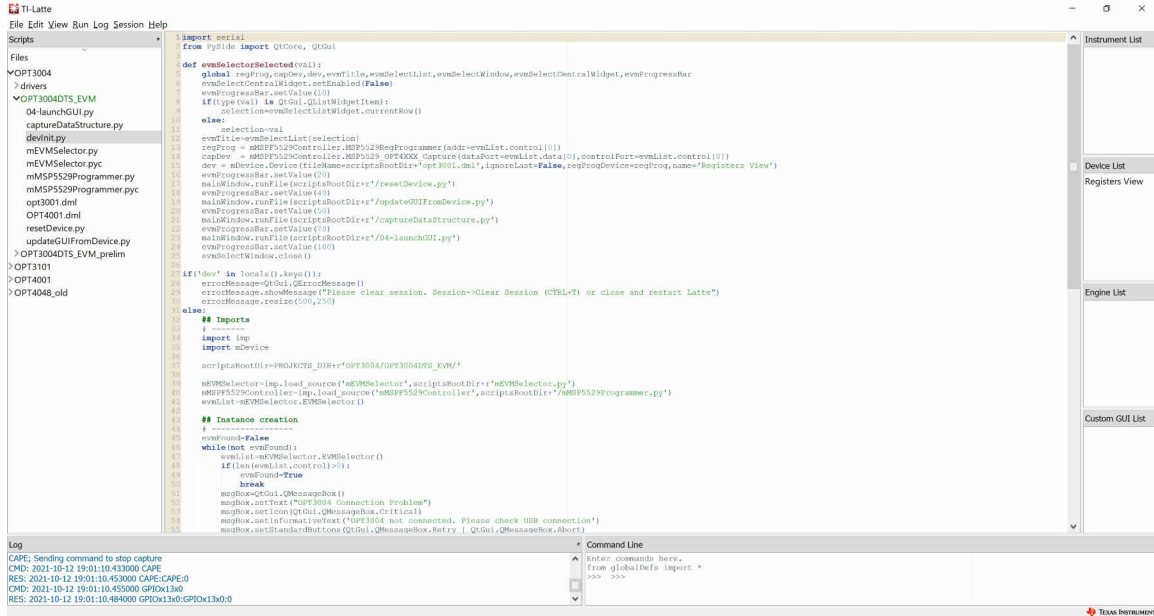 TI-Latte
File Edit View Run Log Session Help
Scripts
Files
OPT3004
drivers
OPT3004DTS_EVM
04-launchGUI.py
captureDataStructure.py
devInit.py
mEVMSelector.py
mEVMSelector.pyc
mMSP5529Programmer.py
mMSP5529Programmer.pyc
opt3001.dml
OPT4001.dml
resetDevice.py
updateGUIFromDevice.py
OPT3004DTS_EVM_prelim
OPT3101
OPT4001
OPT4048_old
1 import serial
2 from PySide import QtCore, QtGui
3
4 def evmSelectorSelected(val):
5     global regProg,capDev,dev,evmTitle,evmSelectList,evmSelectWindow,evmSelectCentralWidget,evmProgressBar
6     evmSelectCentralWidget.setEnabled(False)
7     evmProgressBar.setValue(10)
8     if(type(val) is QtGui.QListWidgetItem):
9         selection=evmSelectListWidget.currentRow()
10     else:
11         selection=val
12     evmTitle=evmSelectList[selection]
13     regProg = mMSPF5529Controller.MSP5529RegProgrammer(addr=evmList.control[0])
14     capDev = mMSPF5529Controller.MSP5529_OPT4XXX_Capture(dataPort=evmList.data[0],controlPort=evmList.control[0])
15     dev = mDevice.Device(fileName=scriptsRootDir+'opt3001.dml',ignoreLast=False,regProgDevice=regProg,name="Registers View")
16     evmProgressBar.setValue(20)
17     mainWindow.runFile(scriptsRootDir+r'/resetDevice.py')
18     evmProgressBar.setValue(40)
19     mainWindow.runFile(scriptsRootDir+r'/updateGUIFromDevice.py')
20     evmProgressBar.setValue(50)
21     mainWindow.runFile(scriptsRootDir+r'/captureDataStructure.py')
22     evmProgressBar.setValue(70)
23     mainWindow.runFile(scriptsRootDir+r'/04-launchGUI.py')
24     evmProgressBar.setValue(100)
25     evmSelectWindow.close()
26
27 if('dev' in locals().keys()):
28     errorMessage=QtGui.QErrorMessage()
29     errorMessage.showMessage("Please clear session. Session->Clear Session (CTRL+T) or close and restart Latte")
30     errorMessage.resize(500,250)
31 else:
32     ## Imports
33     # -------
34     import imp
35     import mDevice
36
37     scriptsRootDir=PROJECTS_DIR+r'OPT3004/OPT3004DTS_EVM/'
38
39     mEVMSelector=imp.load_source('mEVMSelector',scriptsRootDir+r'mEVMSelector.py')
40     mMSPF5529Controller=imp.load_source('mMSPF5529Controller',scriptsRootDir+'/mMSP5529Programmer.py')
41     evmList=mEVMSelector.EVMSelector()
42
43     ## Instance creation
44     # -----------------
45     evmFound=False
46     while(not evmFound):
47         evmList=mEVMSelector.EVMSelector()
48         if(len(evmList.control)>0):
49             evmFound=True
50             break
51         msgBox=QtGui.QMessageBox()
52         msgBox.setText("OPT3004 Connection Problem")
53         msgBox.setIcon(QtGui.QMessageBox.Critical)
54         msgBox.setInformativeText('OPT3004 not connected. Please check USB connection')
55         msgBox.setStandardButtons(QtGui.QMessageBox.Retry | QtGui.QMessageBox.Abort)
Instrument List
Device List
Registers View
Engine List
Custom GUI List
Log
CAPE; Sending command to stop capture
CMD: 2021-10-12 19:01:10.433000 CAPE
RES: 2021-10-12 19:01:10.453000 CAPE:CAPE:0
CMD: 2021-10-12 19:01:10.455000 GPIOx13x0
RES: 2021-10-12 19:01:10.484000 GPIOx13x0:GPIOx13x0:0
Command Line
Enter commands here.
from globalDefs import *
>>> >>>
TEXAS INSTRUMENTS